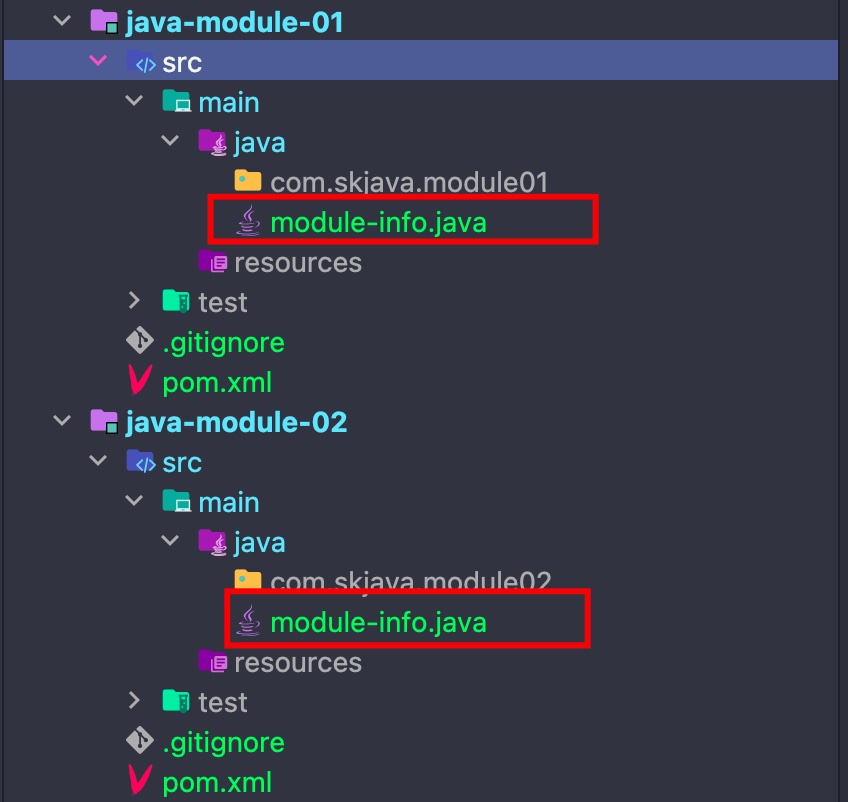 java-module-01
src
main
java
com.skjava.module01
module-info.java
resources
test
.gitignore
pom.xml
java-module-02
src
main
java
com.skjava.module02
module-info.java
resources
test
.gitignore
pom.xml